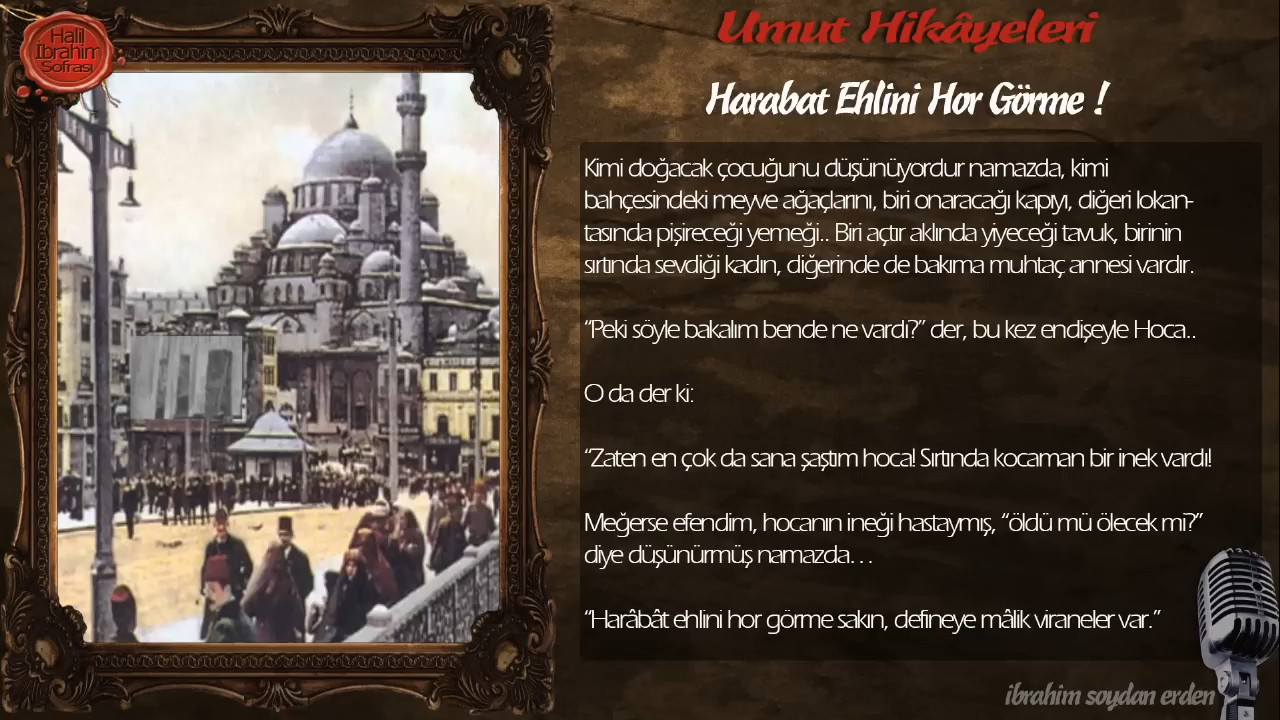 Halil
İbrahim
Sofrası
Umut Hikâyeleri
Harabat Ehlini Hor Görme !
Kimi doğacak çocuğunu düşünüyordur namazda, kimi
bahçesindeki meyve ağaçlarını, biri onaracağı kapıyı, diğeri lokan-
tasında pişireceği yemeği.. Biri açtır aklında yiyeceği tavuk, birinin
sırtında sevdiği kadın, diğerinde de bakıma muhtaç annesi vardır.
“Peki söyle bakalım bende ne vardı?” der, bu kez endişeyle Hoca..
O da der ki:
“Zaten en çok da sana şaştım hoca! Sırtında kocaman bir inek vardı!
Meğerse efendim, hocanın ineği hastaymış, “öldü mü ölecek mi?”
diye düşünürmüş namazda…
“Harâbât ehlini hor görme sakın, defineye mâlik viraneler var.”
ibrahim soydan erden